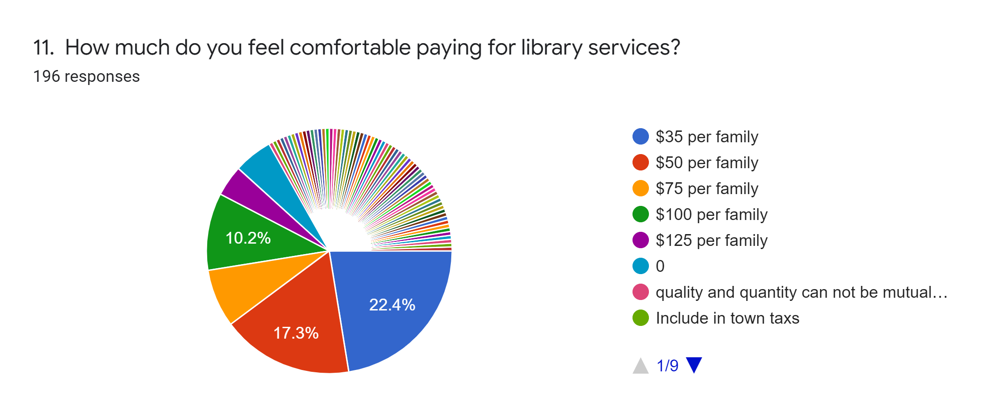 11. How much do you feel comfortable paying for library services?
196 responses
$35 per family
$50 per family
$75 per family
$100 per family
$125 per family
0
quality and quantity can not be mutual…
Include in town taxs
1/9
10.2%
22.4%
17.3%